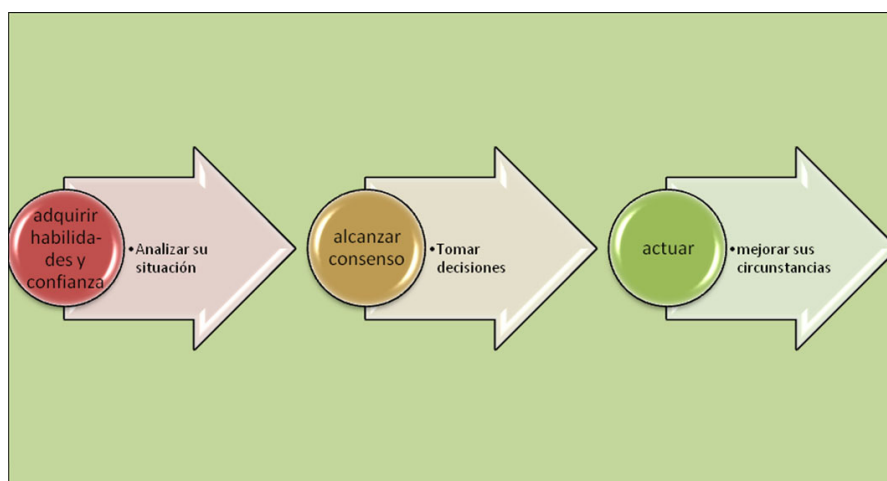 adquirir
habilida-
des y
confianza
•Analizar su
situación
alcanzar
consenso
•Tomar
decisiones
actuar
•mejorar sus
circunstancias